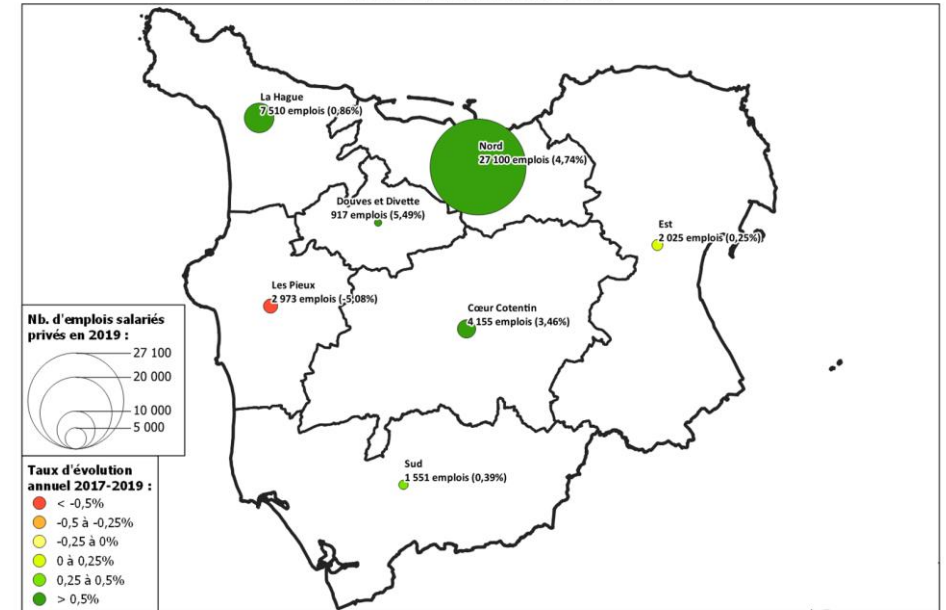 La Hague
7 510 emplois (0,86%)
Nord
27 100 emplois (4,74%)
Douves et Divette
917 emplois (5,49%)
Est
2 025 emplois (0,25%)
Les Pieux
2 973 emplois (-5,08%)
Cœur Cotentin
4 155 emplois (3,46%)
Sud
1 551 emplois (0,39%)
Nb. d'emplois salariés
privés en 2019 :
27 100
20 000
10 000
5 000
Taux d'évolution
annuel 2017-2019 :
< -0,5%
-0,5 à -0,25%
-0,25 à 0%
0 à 0,25%
0,25 à 0,5%
> 0,5%